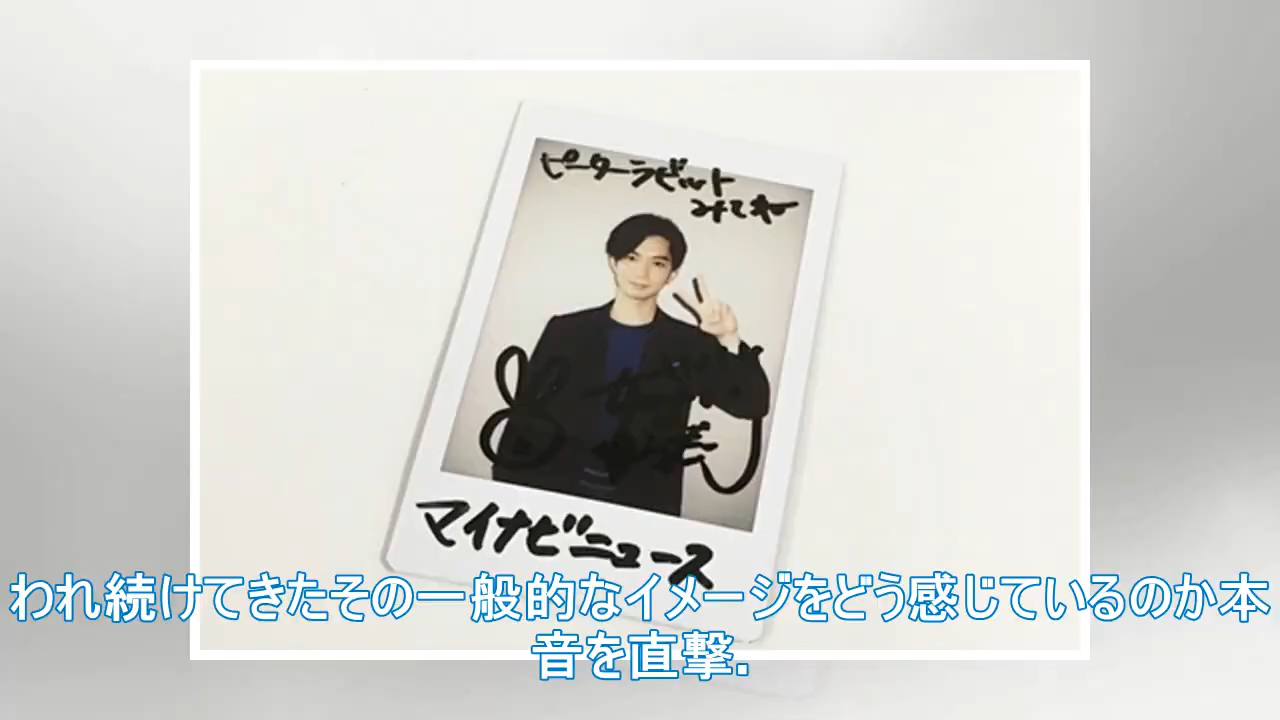 ピーターラビット
みてネ
マイナビニュース
われ続けてきたその一般的なイメージをどう感じているのか本
音を直撃.